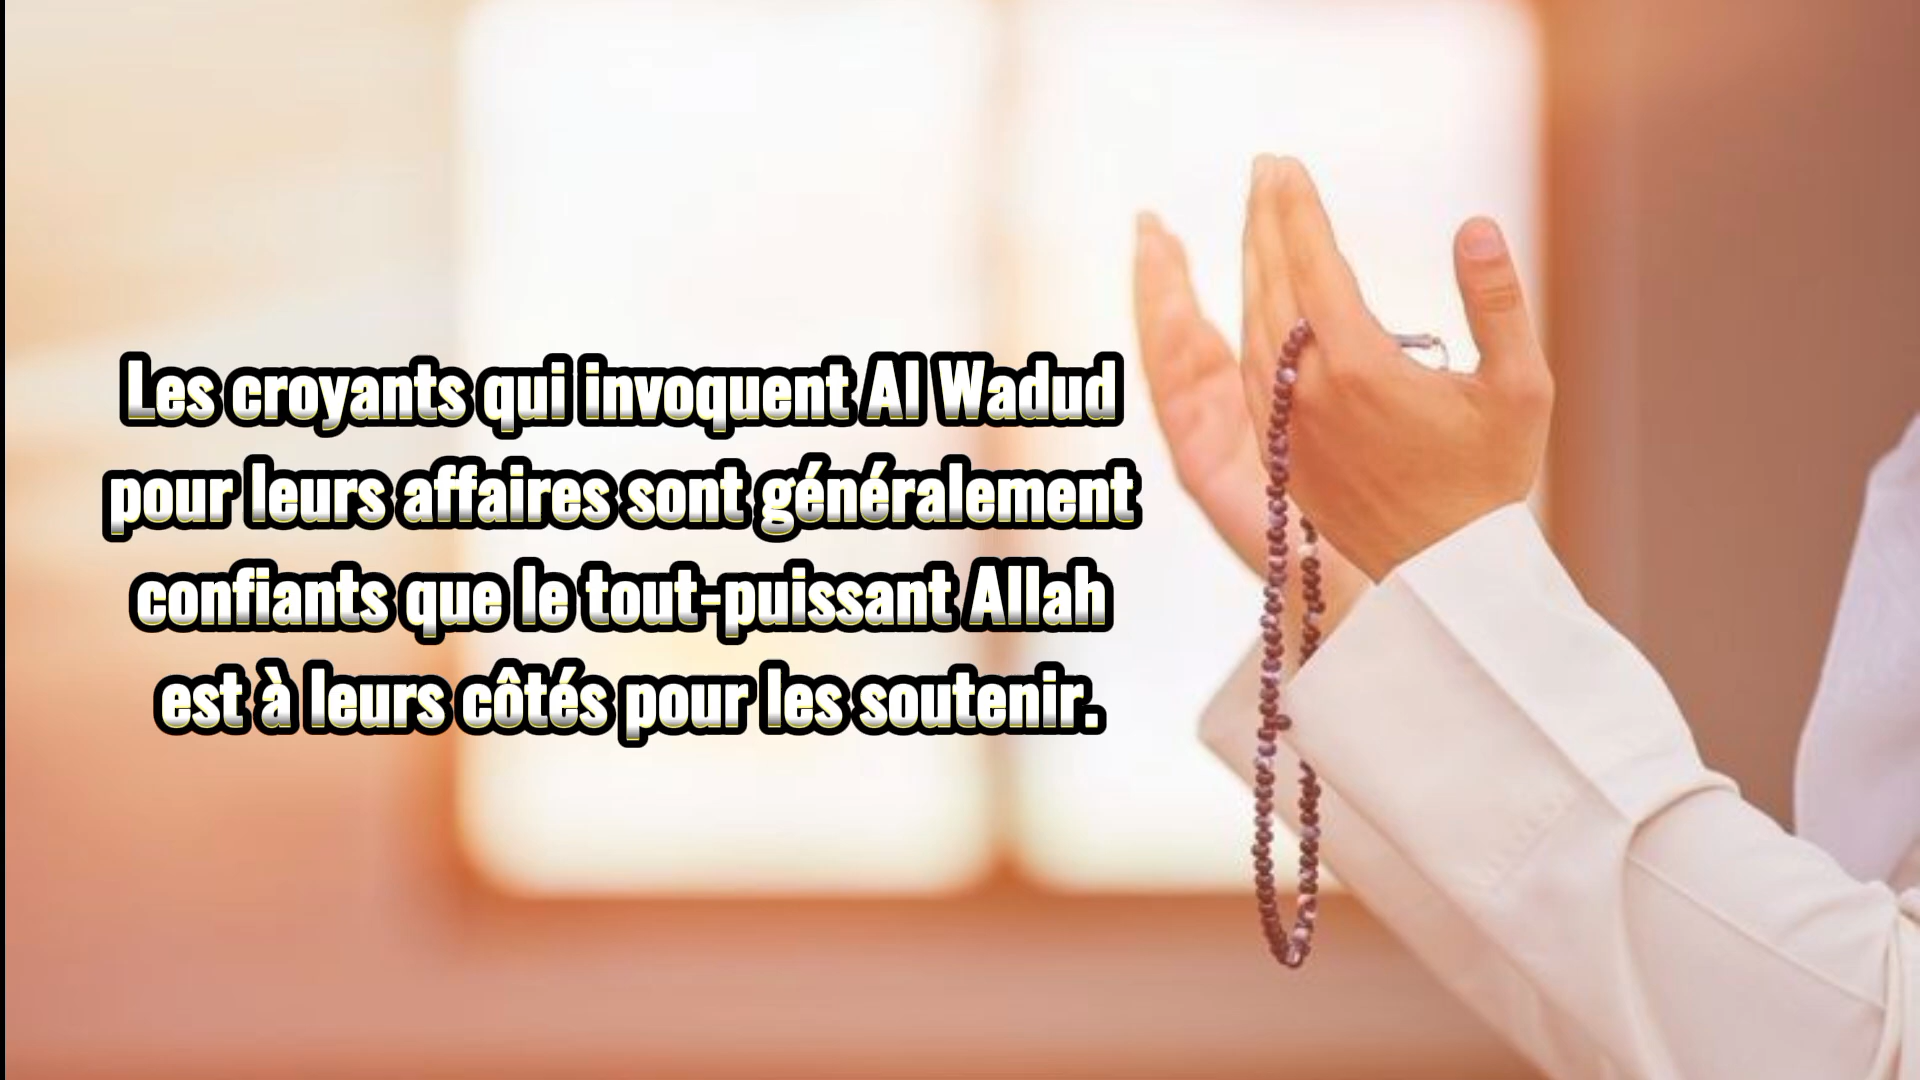 Les croyants qui invoquent Al Wadud
pour leurs affaires sont généralement
confiants que le tout-puissant Allah
est à leurs côtés pour les soutenir.